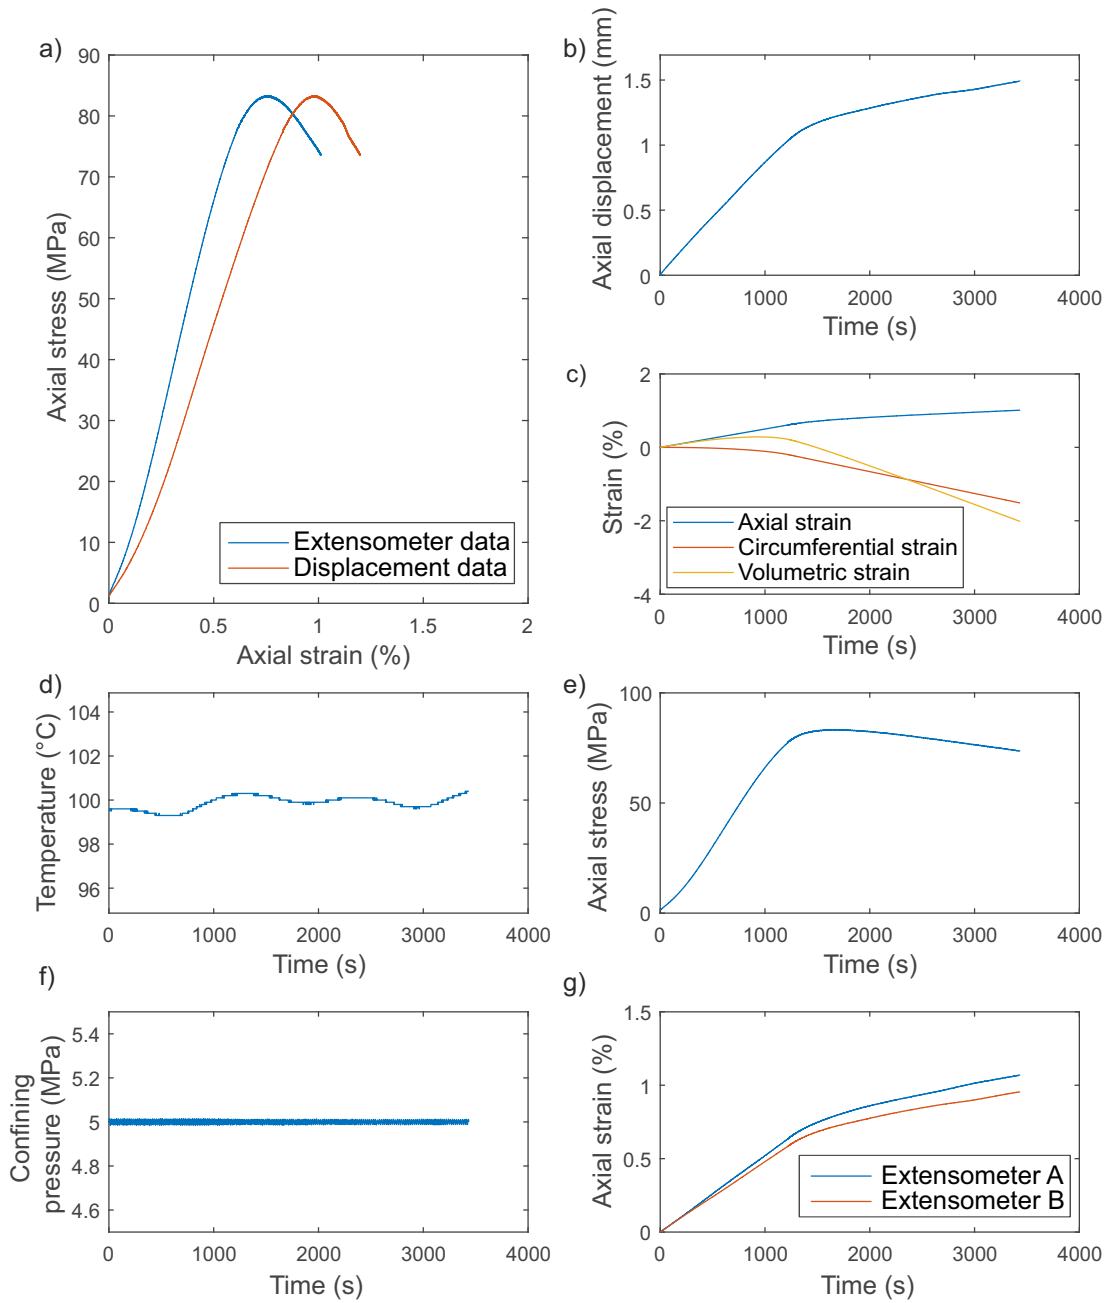 a)
90
80
70
60
50
40
30
20
10
0
Axial stress (MPa)
Extensometer data
Displacement data
0 0.5 1 1.5 2
Axial strain (%)
b)
1.5
1
0.5
0
Axial displacement (mm)
0 1000 2000 3000 4000
Time (s)
c)
2
0
-2
-4
Strain (%)
Axial strain
Circumferential strain
Volumetric strain
0 1000 2000 3000 4000
Time (s)
d)
104
102
100
98
96
Temperature (°C)
0 1000 2000 3000 4000
Time (s)
e)
100
50
0
Axial stress (MPa)
0 1000 2000 3000 4000
Time (s)
f)
5.4
5.2
5
4.8
4.6
Confining
pressure (MPa)
0 1000 2000 3000 4000
Time (s)
g)
1.5
1
0.5
0
Axial strain (%)
Extensometer A
Extensometer B
0 1000 2000 3000 4000
Time (s)